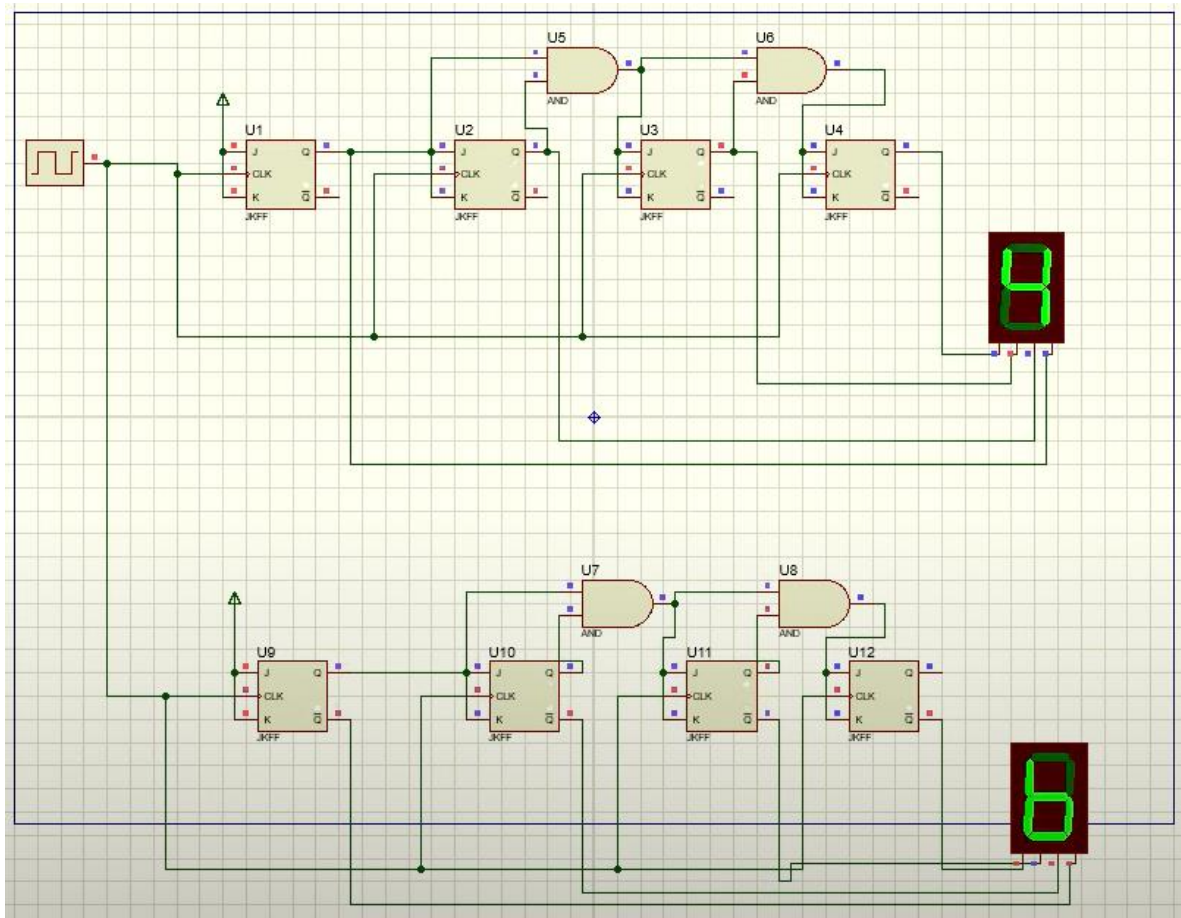 U5 U6
AND AND
U1 U2 U3 U4
J Q J Q J Q J Q
CLK CLK CLK CLK
K Q K Q K Q K Q
JKFF JKFF JKFF JKFF
4
U7 U8
AND AND
U9 U10 U11 U12
J Q J Q J Q J Q
CLK CLK CLK CLK
K Q K Q K Q K Q
JKFF JKFF JKFF JKFF
b